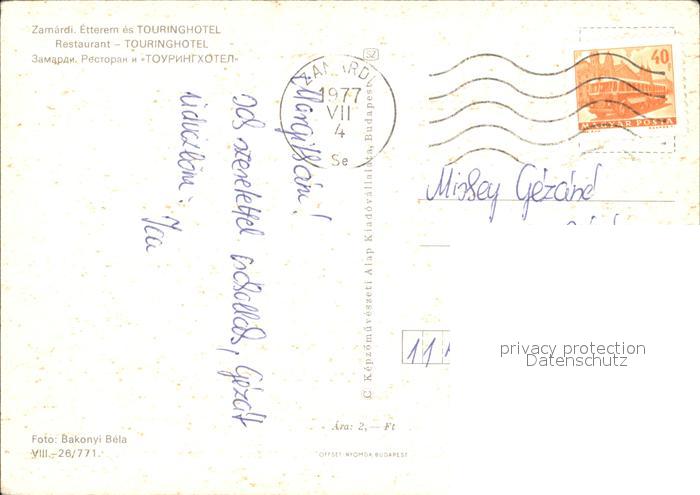 Zamárdi. Étterem és TOURINGHOTEL
Restaurant – TOURINGHOTEL
Замарди. Ресторан и «ТОУРИНГХОТЕЛ»
SZ
ZAMÁRDI
1977
VII
4
Se
40
MAGYAR POSTA
Margitkám!
Sok szeretettel
, Gézát
üdvözlöm:
Ica
© Képzőművészeti Alap Kiadóvállalata, Budapest
Gézáné
11
privacy protection
Datenschutz
Ára: 2,— Ft
Foto: Bakonyi Béla
VIII.–26/771.
OFFSET-NYOMDA BUDAPEST